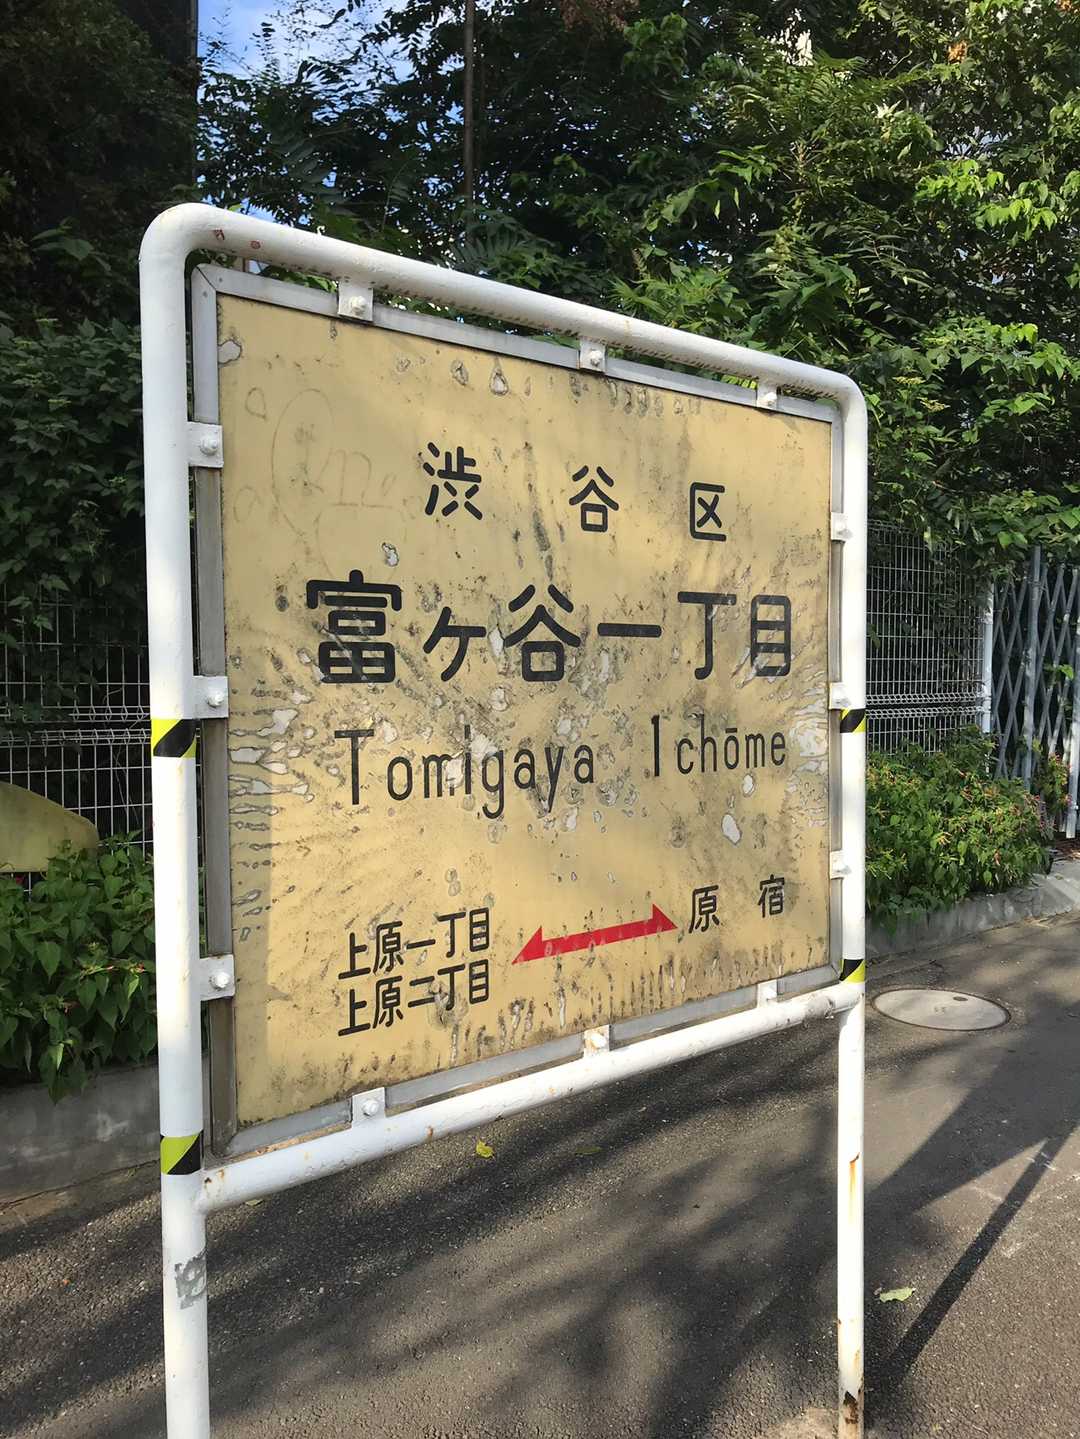 渋谷区
富ケ谷一丁目
Tomigaya 1chōme
上原一丁目
上原二丁目
原宿